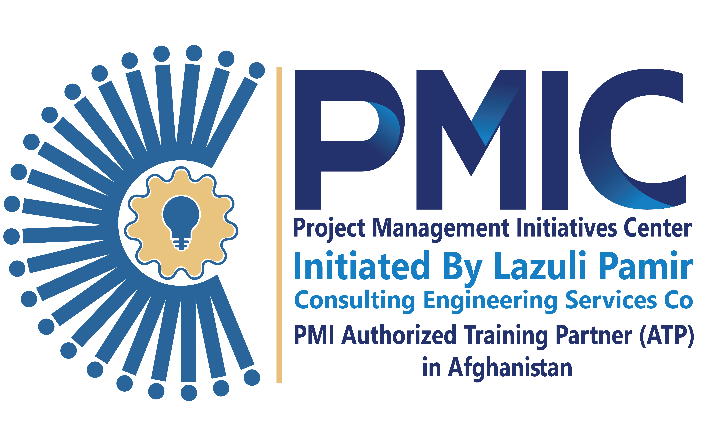 PMIC
Project Management Initiatives Center
Initiated By Lazuli Pamir
Consulting Engineering Services Co
PMI Authorized Training Partner (ATP)
in Afghanistan